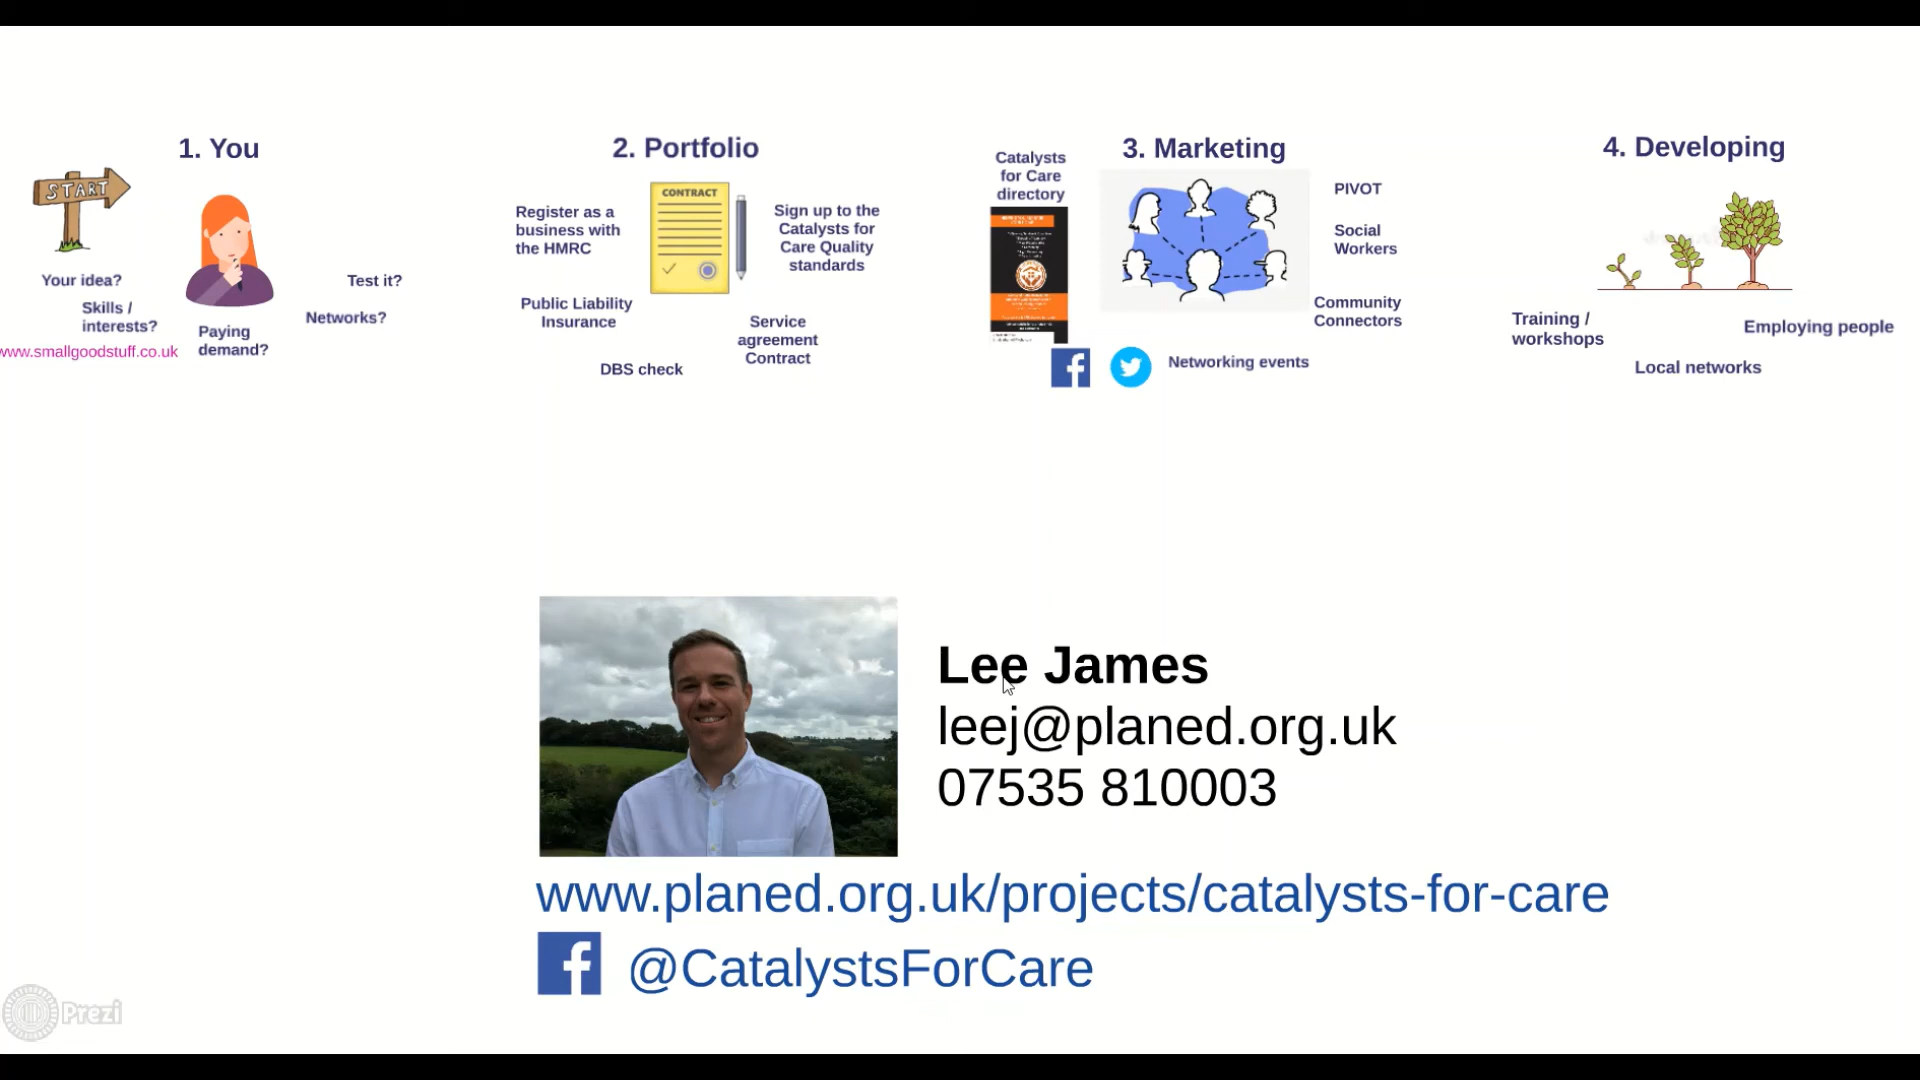 1. You
START
Your idea?
Skills /
interests?
www.smallgoodstuff.co.uk
Paying
demand?
Test it?
Networks?
2. Portfolio
Register as a
business with
the HMRC
CONTRACT
Sign up to the
Catalysts for
Care Quality
standards
Public Liability
Insurance
Service
agreement
Contract
DBS check
3. Marketing
Catalysts
for Care
directory
PIVOT
Social
Workers
Community
Connectors
Networking events
4. Developing
Training /
workshops
Employing people
Local networks
Lee James
leej@planed.org.uk
07535 810003
www.planed.org.uk/projects/catalysts-for-care
@CatalystsForCare
Prezi